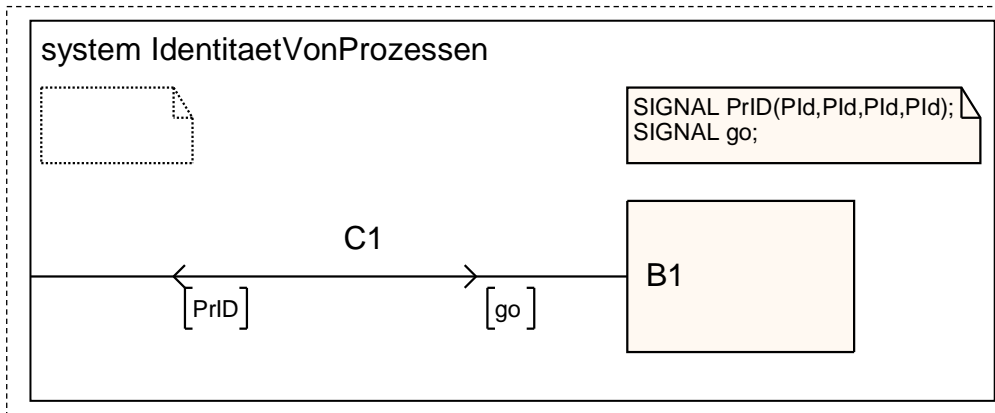 system IdentitaetVonProzessen
SIGNAL PrID(PId,PId,PId,PId);
SIGNAL go;
C1
B1
[PrID]
[go ]